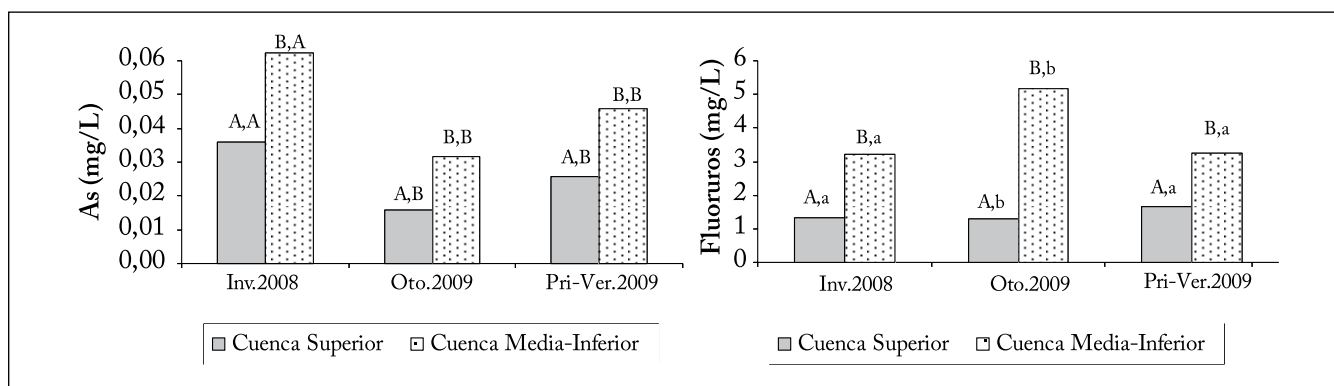 As (mg/L)
0,06
0,05
0,04
0,03
0,02
0,01
0,00
A,A
B,A
A,B
B,B
A,B
B,B
Inv.2008
Oto.2009
Pri-Ver.2009
Cuenca Superior
Cuenca Media-Inferior
Fluoruros (mg/L)
6
5
4
3
2
1
0
A,a
B,a
A,b
B,b
A,a
B,a
Inv.2008
Oto.2009
Pri-Ver.2009
Cuenca Superior
Cuenca Media-Inferior